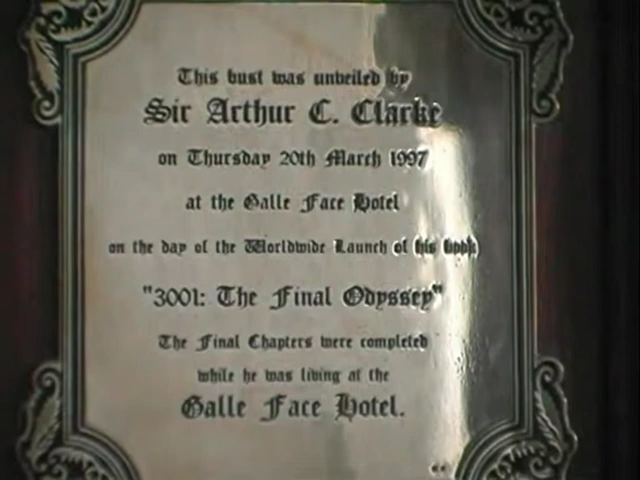 This bust was unveiled by
Sir Arthur C. Clarke
on Thursday 20th March 1997
at the Galle Face Hotel
on the day of the Worldwide Launch of his book
"3001: The Final Odyssey"
The Final Chapters were completed
while he was living at the
Galle Face Hotel.